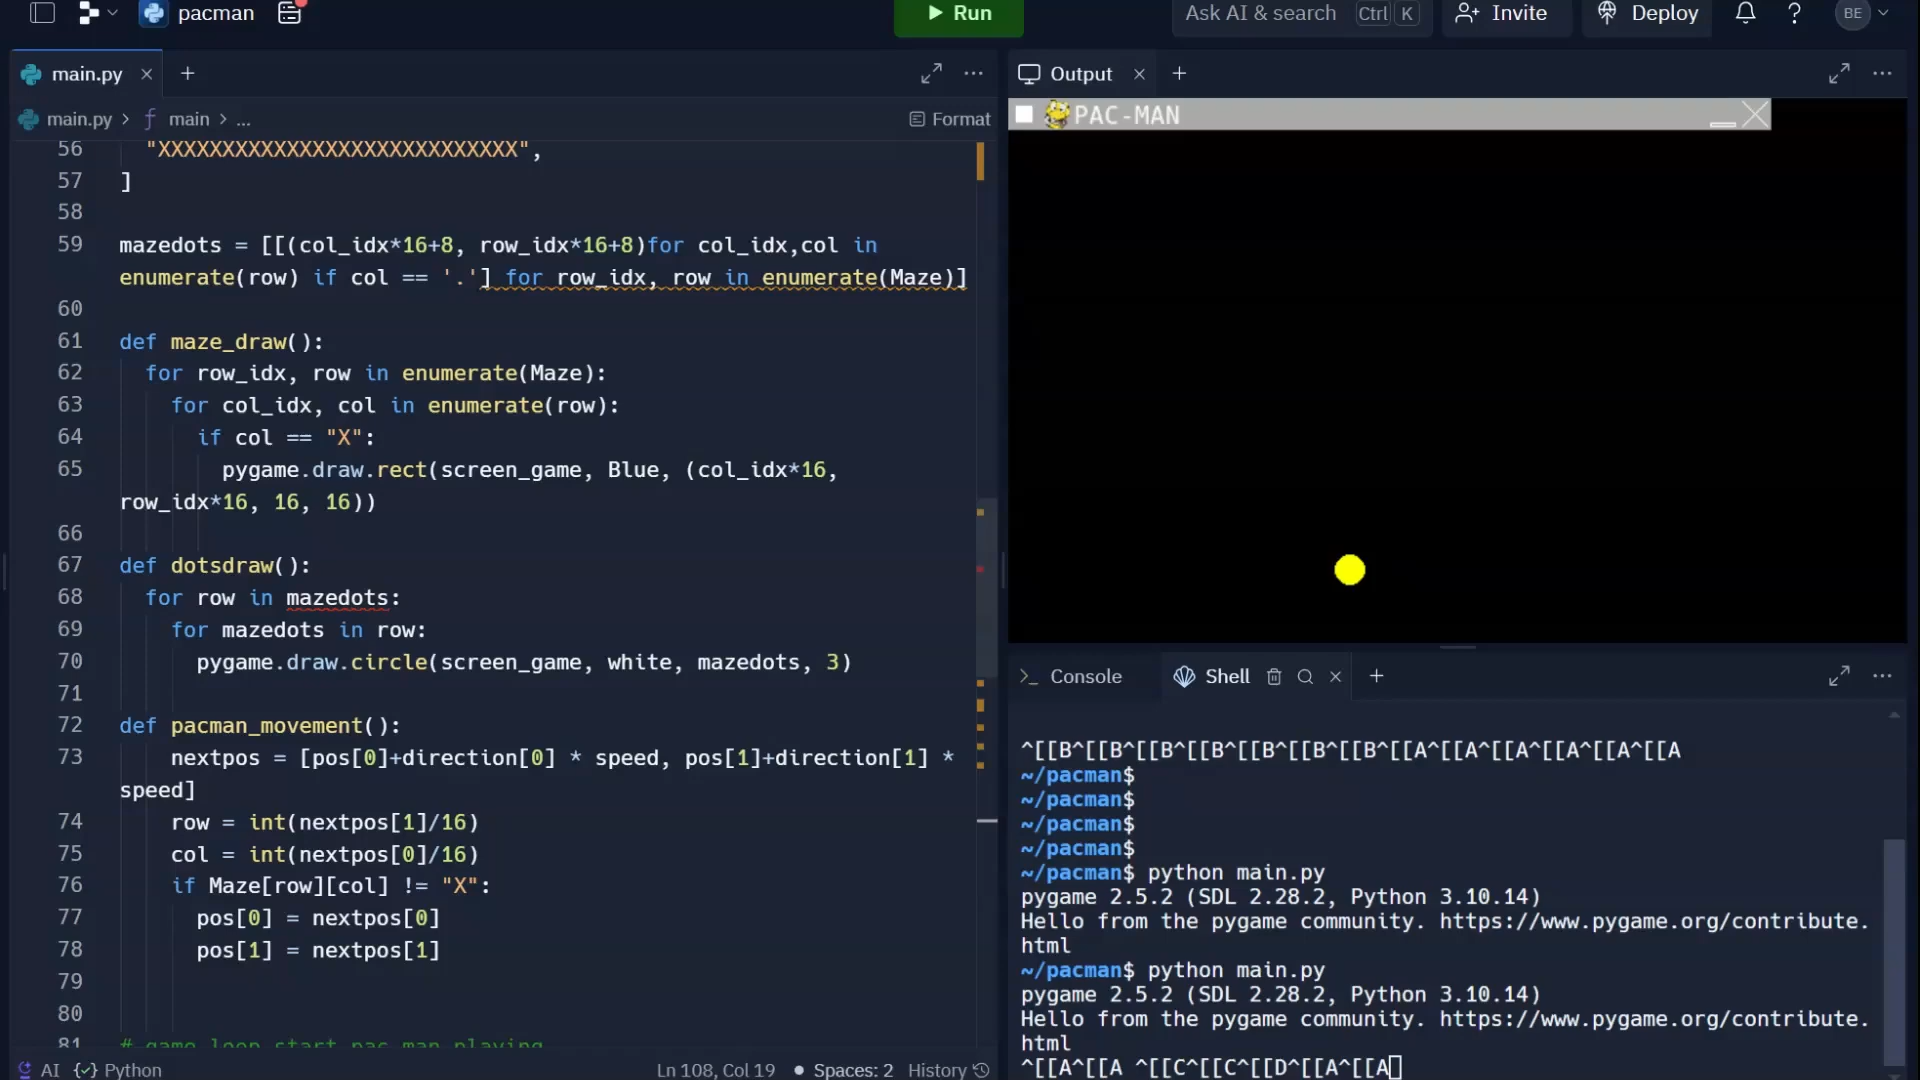 pacman
Run
Ask AI & search Ctrl K
Invite
Deploy
BE
main.py
main.py > main > ...
Format
56 "XXXXXXXXXXXXXXXXXXXXXXXXXXXX",
57 ]
58
59 mazedots = [[(col_idx*16+8, row_idx*16+8)for col_idx,col in
enumerate(row) if col == '.'] for row_idx, row in enumerate(Maze)]
60
61 def maze_draw():
62 for row_idx, row in enumerate(Maze):
63 for col_idx, col in enumerate(row):
64 if col == "X":
65 pygame.draw.rect(screen_game, Blue, (col_idx*16,
row_idx*16, 16, 16))
66
67 def dotsdraw():
68 for row in mazedots:
69 for mazedots in row:
70 pygame.draw.circle(screen_game, white, mazedots, 3)
71
72 def pacman_movement():
73 nextpos = [pos[0]+direction[0] * speed, pos[1]+direction[1] *
speed]
74 row = int(nextpos[1]/16)
75 col = int(nextpos[0]/16)
76 if Maze[row][col] != "X":
77 pos[0] = nextpos[0]
78 pos[1] = nextpos[1]
79
80
81 # game loop start pac man playing
AI Python
Ln 108, Col 19 • Spaces: 2 History
Output
PAC-MAN
Console
Shell
^[[B^[[B^[[B^[[B^[[B^[[B^[[B^[[A^[[A^[[A^[[A^[[A^[[A
~/pacman$
~/pacman$
~/pacman$
~/pacman$
~/pacman$ python main.py
pygame 2.5.2 (SDL 2.28.2, Python 3.10.14)
Hello from the pygame community. https://www.pygame.org/contribute.
html
~/pacman$ python main.py
pygame 2.5.2 (SDL 2.28.2, Python 3.10.14)
Hello from the pygame community. https://www.pygame.org/contribute.
html
^[[A^[[A ^[[C^[[C^[[D^[[A^[[A